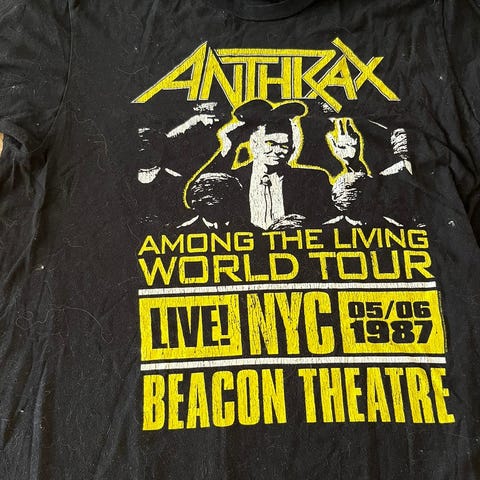 ANTHRAX
AMONG THE LIVING
WORLD TOUR
LIVE! NYC 05/06 1987
BEACON THEATRE